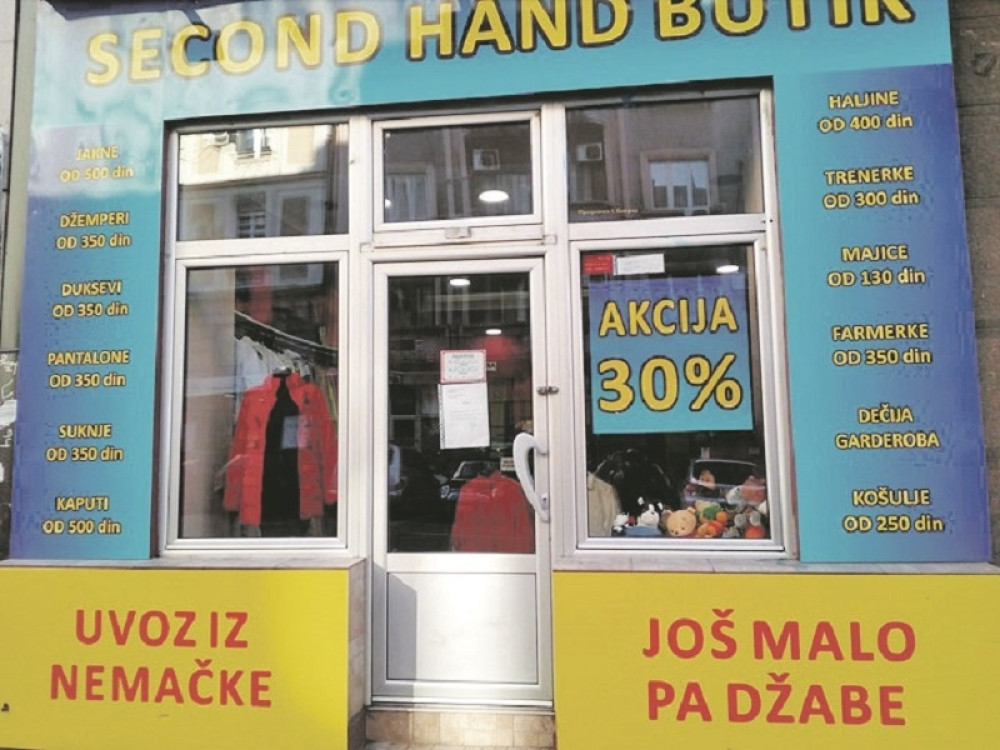 SECOND HAND BUTIK
JAKNE
OD 500 din
DŽEMPERI
OD 350 din
DUKSEVI
OD 350 din
PANTALONE
OD 350 din
SUKNJE
OD 350 din
KAPUTI
OD 500 din
AKCIJA
30%
HALJINE
OD 400 din
TRENERKE
OD 300 din
MAJICE
OD 130 din
FARMERKE
OD 350 din
DEČIJA
GARDEROBA
KOŠULJE
OD 250 din
UVOZ IZ
NEMAČKE
JOŠ MALO
PA DŽABE